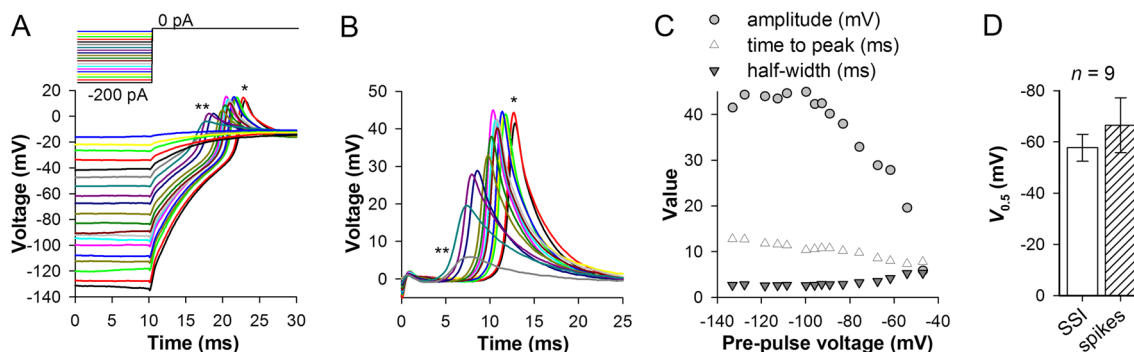 A
0 pA
-200 pA
Voltage (mV)
20
0
-20
-40
-60
-80
-100
-120
-140
**
*
0 5 10 15 20 25 30
Time (ms)
B
Voltage (mV)
50
40
30
20
10
0
**
*
0 5 10 15 20 25
Time (ms)
C
amplitude (mV)
time to peak (ms)
half-width (ms)
Value
40
30
20
10
0
-140 -120 -100 -80 -60 -40
Pre-pulse voltage (mV)
D
n = 9
V0.5 (mV)
-80
-60
-40
-20
0
SSI
spikes